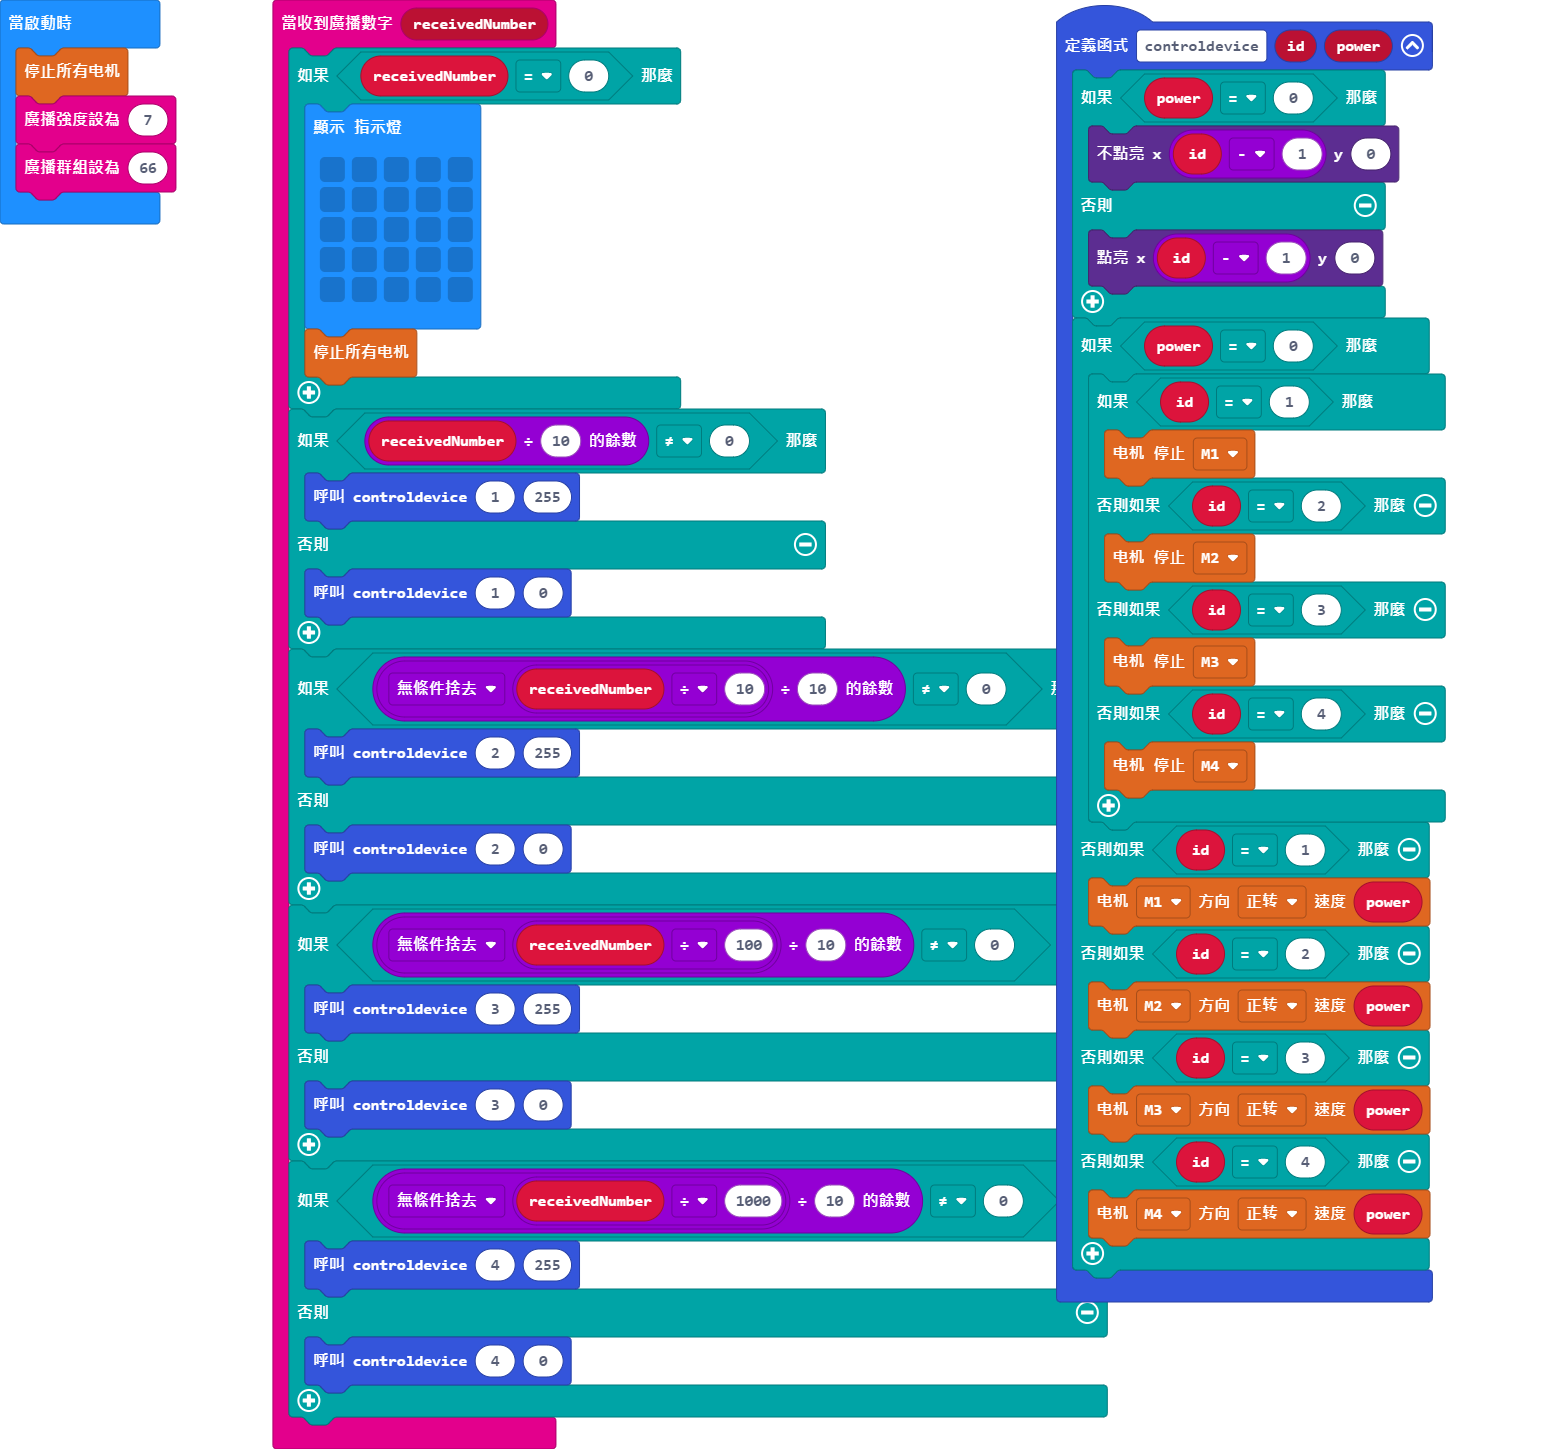 當啟動時
停止所有电机
廣播強度設為 7
廣播群組設為 66
當收到廣播數字 receivedNumber
如果 receivedNumber = 0 那麼
顯示 指示燈
停止所有电机
如果 receivedNumber ÷ 10 的餘數 ≠ 0 那麼
呼叫 controldevice 1 255
否則
呼叫 controldevice 1 0
如果 無條件捨去 receivedNumber ÷ 10 ÷ 10 的餘數 ≠ 0
呼叫 controldevice 2 255
否則
呼叫 controldevice 2 0
如果 無條件捨去 receivedNumber ÷ 100 ÷ 10 的餘數 ≠ 0
呼叫 controldevice 3 255
否則
呼叫 controldevice 3 0
如果 無條件捨去 receivedNumber ÷ 1000 ÷ 10 的餘數 ≠ 0
呼叫 controldevice 4 255
否則
呼叫 controldevice 4 0
定義函式 controldevice id power
如果 power = 0 那麼
不點亮 x id - 1 y 0
否則
點亮 x id - 1 y 0
如果 power = 0 那麼
如果 id = 1 那麼
电机 停止 M1
否則如果 id = 2 那麼
电机 停止 M2
否則如果 id = 3 那麼
电机 停止 M3
否則如果 id = 4 那麼
电机 停止 M4
否則如果 id = 1 那麼
电机 M1 方向 正转 速度 power
否則如果 id = 2 那麼
电机 M2 方向 正转 速度 power
否則如果 id = 3 那麼
电机 M3 方向 正转 速度 power
否則如果 id = 4 那麼
电机 M4 方向 正转 速度 power